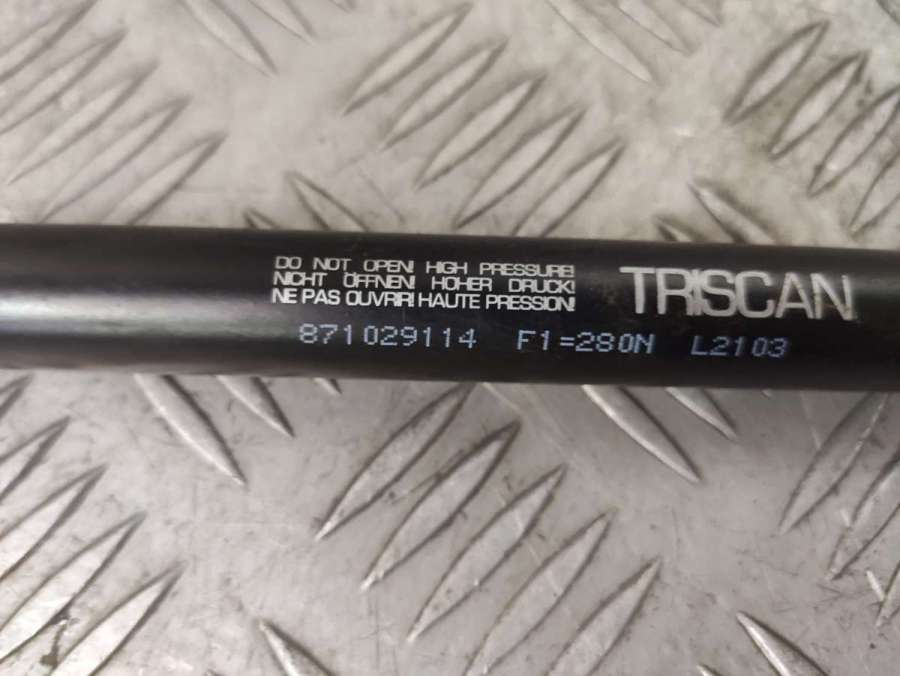 DO NOT OPEN! HIGH PRESSURE!
NICHT ÖFFNEN! HOHER DRUCK!
NE PAS OUVRIR! HAUTE PRESSION!
TRISCAN
871029114 F1=280N L2103